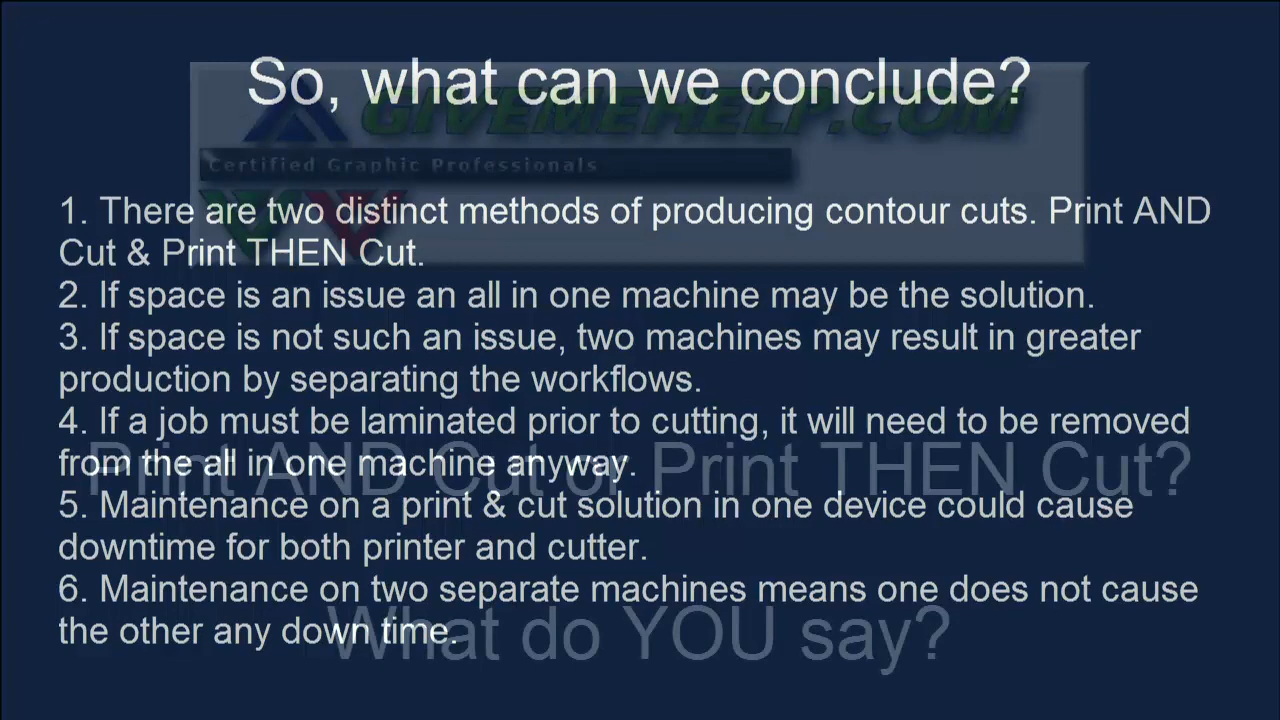 So, what can we conclude?
GIVEMEHELP.COM
Certified Graphic Professionals
1. There are two distinct methods of producing contour cuts. Print AND
Cut & Print THEN Cut.
2. If space is an issue an all in one machine may be the solution.
3. If space is not such an issue, two machines may result in greater
production by separating the workflows.
4. If a job must be laminated prior to cutting, it will need to be removed
from the all in one machine anyway.
Print AND Cut or Print THEN Cut?
5. Maintenance on a print & cut solution in one device could cause
downtime for both printer and cutter.
6. Maintenance on two separate machines means one does not cause
the other any down time.
What do YOU say?